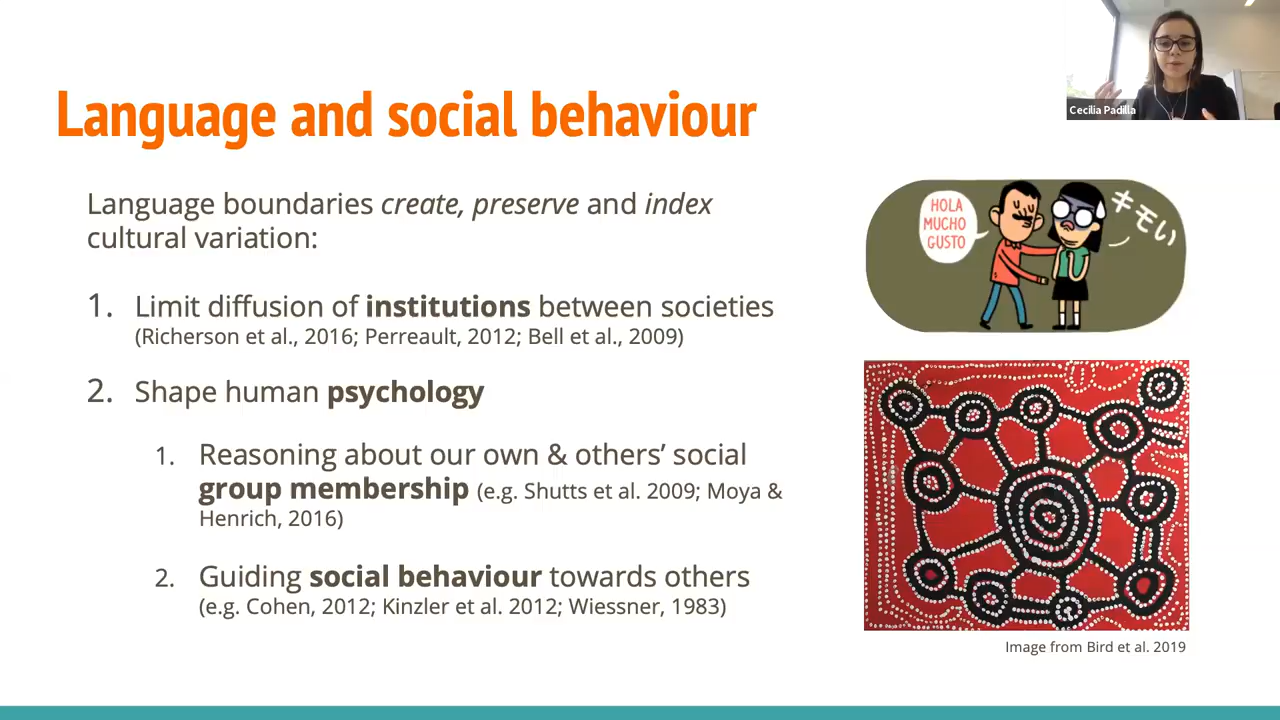 Cecilia Padilla
Language and social behaviour
Language boundaries create, preserve and index
cultural variation:
1. Limit diffusion of institutions between societies
(Richerson et al., 2016; Perreault, 2012; Bell et al., 2009)
2. Shape human psychology
1. Reasoning about our own & others’ social
group membership (e.g. Shutts et al. 2009; Moya &
Henrich, 2016)
2. Guiding social behaviour towards others
(e.g. Cohen, 2012; Kinzler et al. 2012; Wiessner, 1983)
HOLA
MUCHO
GUSTO
キモい
Image from Bird et al. 2019